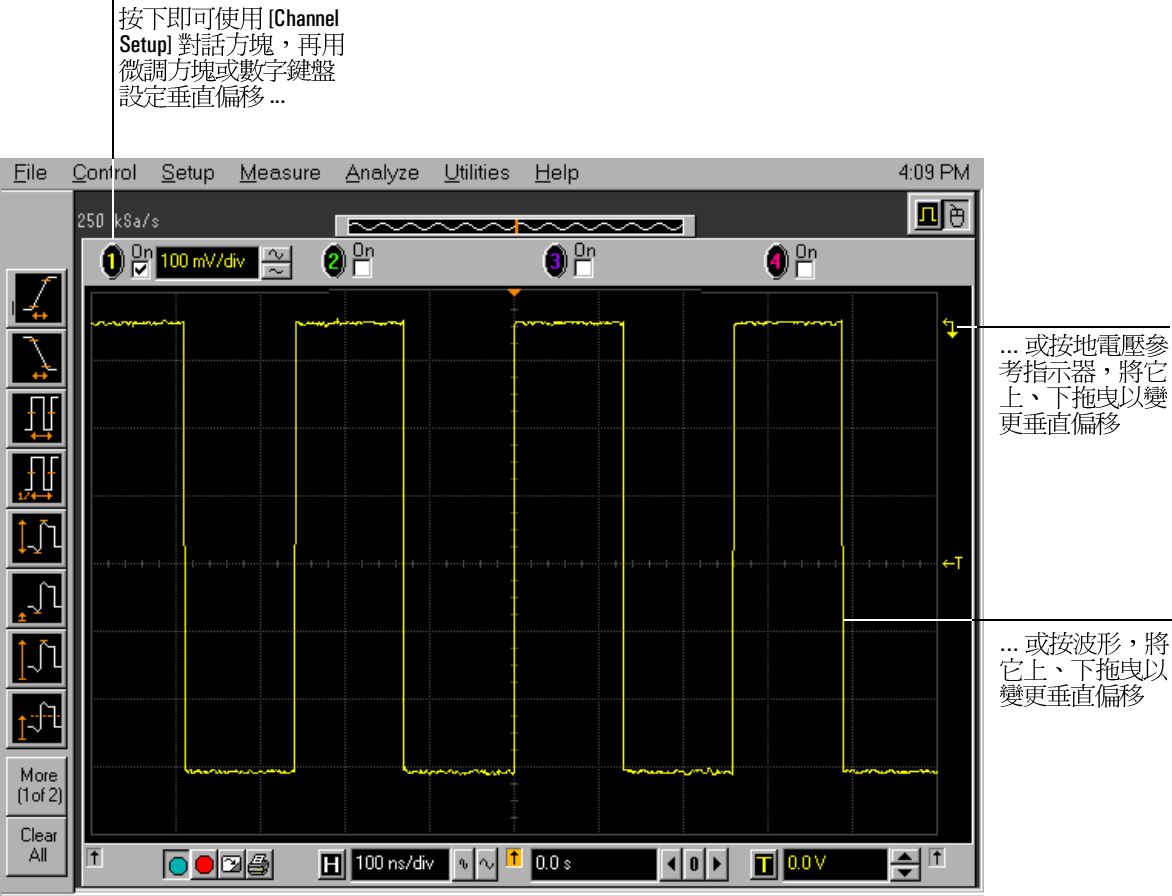 按下即可使用 [Channel
Setup] 對話方塊，再用
微調方塊或數字鍵盤
設定垂直偏移 ...
File Control Setup Measure Analyze Utilities Help 4:09 PM
250 kSa/s
1 On 100 mV/div 2 On 3 On 4 On
... 或按地電壓參
考指示器，將它
上、下拖曳以變
更垂直偏移
←T
... 或按波形，將
它上、下拖曳以
變更垂直偏移
More
(1 of 2)
Clear
All
H 100 ns/div 0.0 s 0 T 0.0 V